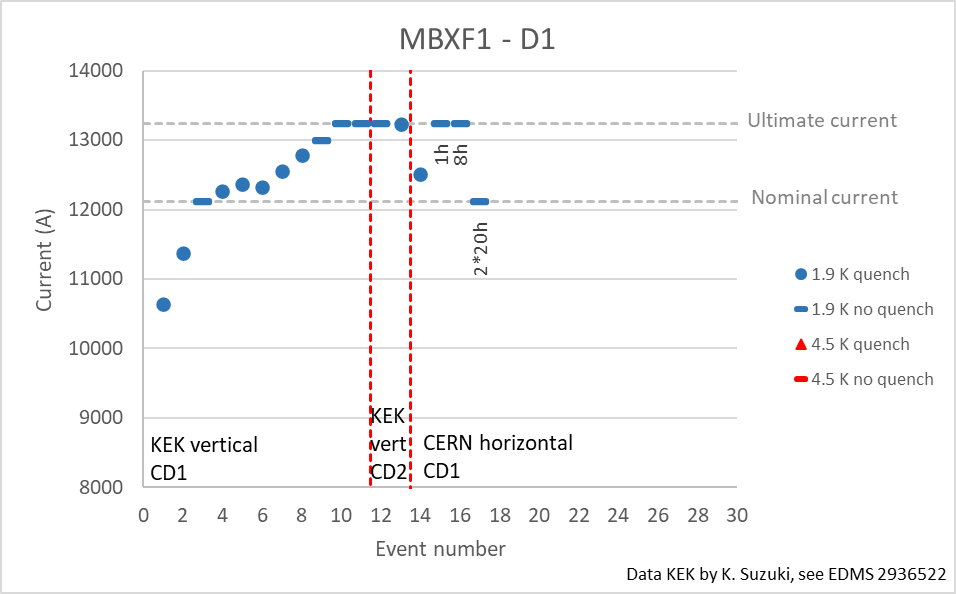 MBXF1 - D1
14000
13000
12000
11000
10000
9000
8000
Current (A)
Ultimate current
Nominal current
1h
8h
2*20h
1.9 K quench
1.9 K no quench
4.5 K quench
4.5 K no quench
KEK vertical
CD1
KEK
vert
CD2
CERN horizontal
CD1
0 2 4 6 8 10 12 14 16 18 20 22 24 26 28 30
Event number
Data KEK by K. Suzuki, see EDMS 2936522